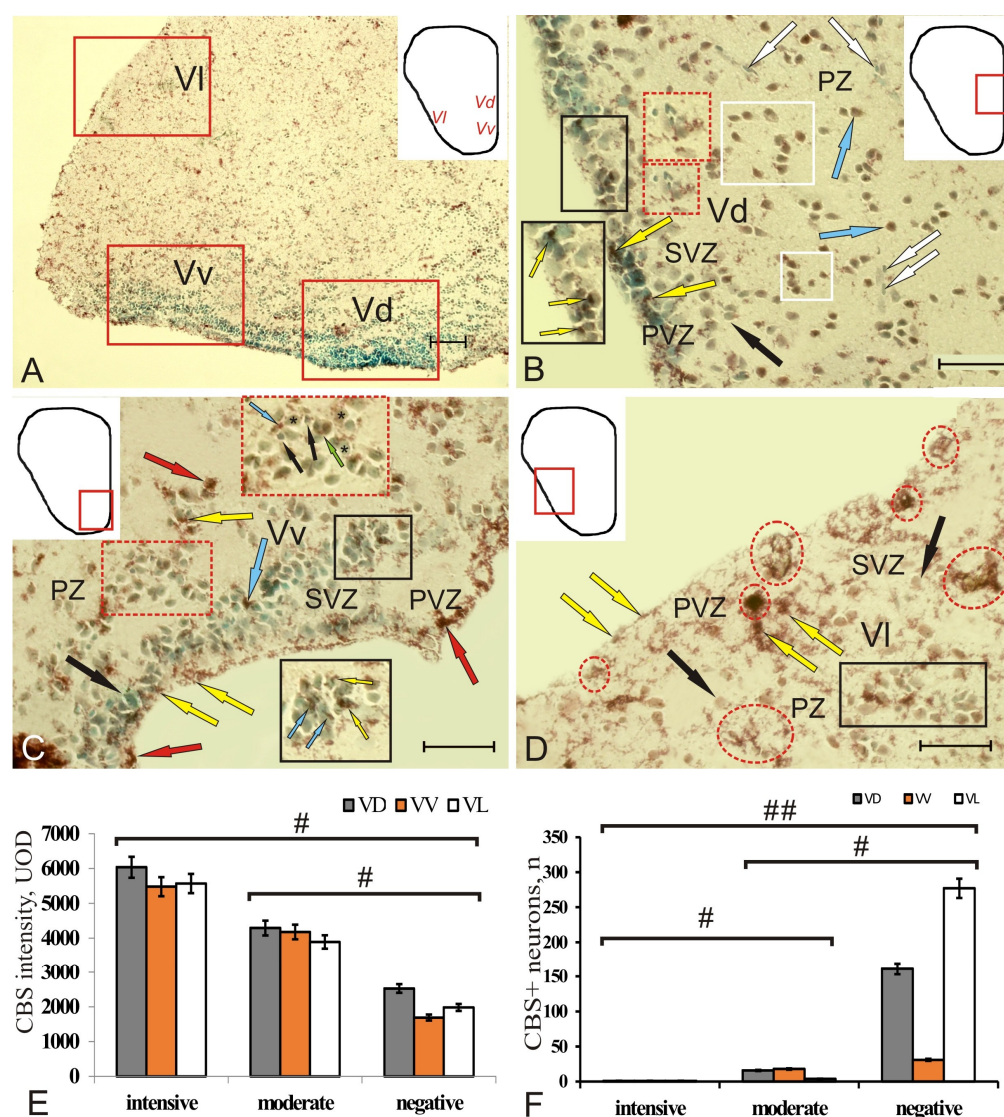 Vl
Vd
Vl
Vv
Vv
Vd
A
PZ
Vd
SVZ
PVZ
B
* *
*
Vv
PZ
SVZ
PVZ
C
SVZ
PVZ
Vl
PZ
D
VD VV VL
#
#
CBS intensity, UOD
7000
6000
5000
4000
3000
2000
1000
0
intensive moderate negative
E
VD VV VL
##
#
#
CBS+ neurons, n
350
300
250
200
150
100
50
0
intensive moderate negative
F